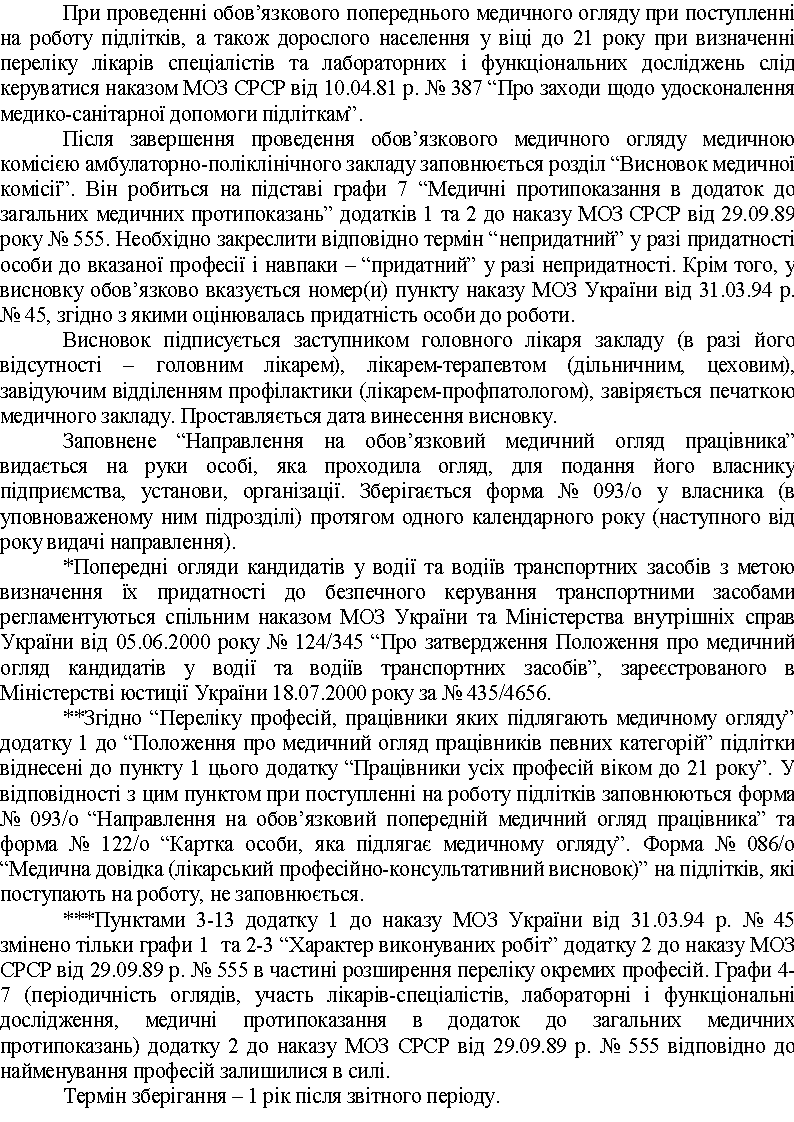 При проведенні обов’язкового попереднього медичного огляду при поступленні
на роботу підлітків, а також дорослого населення у віці до 21 року при визначенні
переліку лікарів спеціалістів та лабораторних і функціональних досліджень слід
керуватися наказом МОЗ СРСР від 10.04.81 р. № 387 “Про заходи щодо удосконалення
медико-санітарної допомоги підліткам”.
Після завершення проведення обов’язкового медичного огляду медичною
комісією амбулаторно-поліклінічного закладу заповнюється розділ “Висновок медичної
комісії”. Він робиться на підставі графи 7 “Медичні протипоказання в додаток до
загальних медичних протипоказань” додатків 1 та 2 до наказу МОЗ СРСР від 29.09.89
року № 555. Необхідно закреслити відповідно термін “непридатний” у разі придатності
особи до вказаної професії і навпаки – “придатний” у разі непридатності. Крім того, у
висновку обов’язково вказується номер(и) пункту наказу МОЗ України від 31.03.94 р.
№ 45, згідно з якими оцінювалась придатність особи до роботи.
Висновок підписується заступником головного лікаря закладу (в разі його
відсутності – головним лікарем), лікарем-терапевтом (дільничним, цеховим),
завідуючим відділенням профілактики (лікарем-профпатологом), завіряється печаткою
медичного закладу. Проставляється дата винесення висновку.
Заповнене “Направлення на обов’язковий медичний огляд працівника”
видається на руки особі, яка проходила огляд, для подання його власнику
підприємства, установи, організації. Зберігається форма № 093/о у власника (в
уповноваженому ним підрозділі) протягом одного календарного року (наступного від
року видачі направлення).
*Попередні огляди кандидатів у водії та водіїв транспортних засобів з метою
визначення їх придатності до безпечного керування транспортними засобами
регламентуються спільним наказом МОЗ України та Міністерства внутрішніх справ
України від 05.06.2000 року № 124/345 “Про затвердження Положення про медичний
огляд кандидатів у водії та водіїв транспортних засобів”, зареєстрованого в
Міністерстві юстиції України 18.07.2000 року за № 435/4656.
**Згідно “Переліку професій, працівники яких підлягають медичному огляду”
додатку 1 до “Положення про медичний огляд працівників певних категорій” підлітки
віднесені до пункту 1 цього додатку “Працівники усіх професій віком до 21 року”. У
відповідності з цим пунктом при поступленні на роботу підлітків заповнюються форма
№ 093/о “Направлення на обов’язковий попередній медичний огляд працівника” та
форма № 122/о “Картка особи, яка підлягає медичному огляду”. Форма № 086/о
“Медична довідка (лікарський професійно-консультативний висновок)” на підлітків, які
поступають на роботу, не заповнюється.
***Пунктами 3-13 додатку 1 до наказу МОЗ України від 31.03.94 р. № 45
змінено тільки графи 1 та 2-3 “Характер виконуваних робіт” додатку 2 до наказу МОЗ
СРСР від 29.09.89 р. № 555 в частині розширення переліку окремих професій. Графи 4-
7 (періодичність оглядів, участь лікарів-спеціалістів, лабораторні і функціональні
дослідження, медичні протипоказання в додаток до загальних медичних
протипоказань) додатку 2 до наказу МОЗ СРСР від 29.09.89 р. № 555 відповідно до
найменування професій залишилися в силі.
Термін зберігання – 1 рік після звітного періоду.